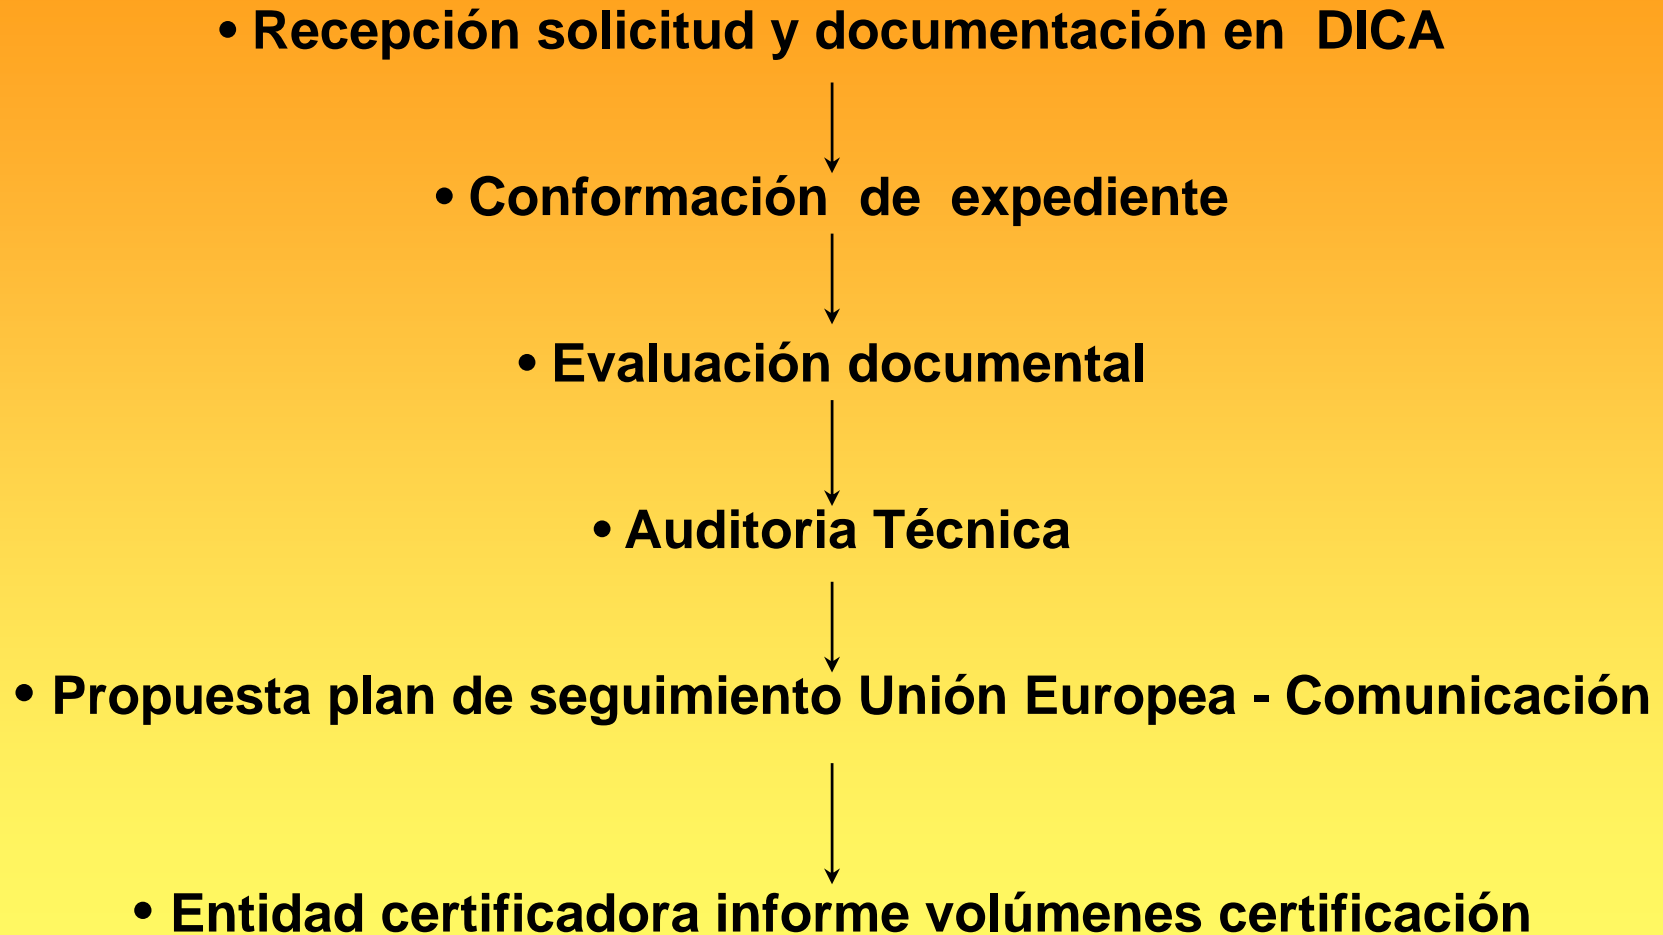 • Recepción solicitud y documentación en DICA
• Conformación de expediente
• Evaluación documental
• Auditoria Técnica
• Propuesta plan de seguimiento Unión Europea - Comunicación
• Entidad certificadora informe volúmenes certificación